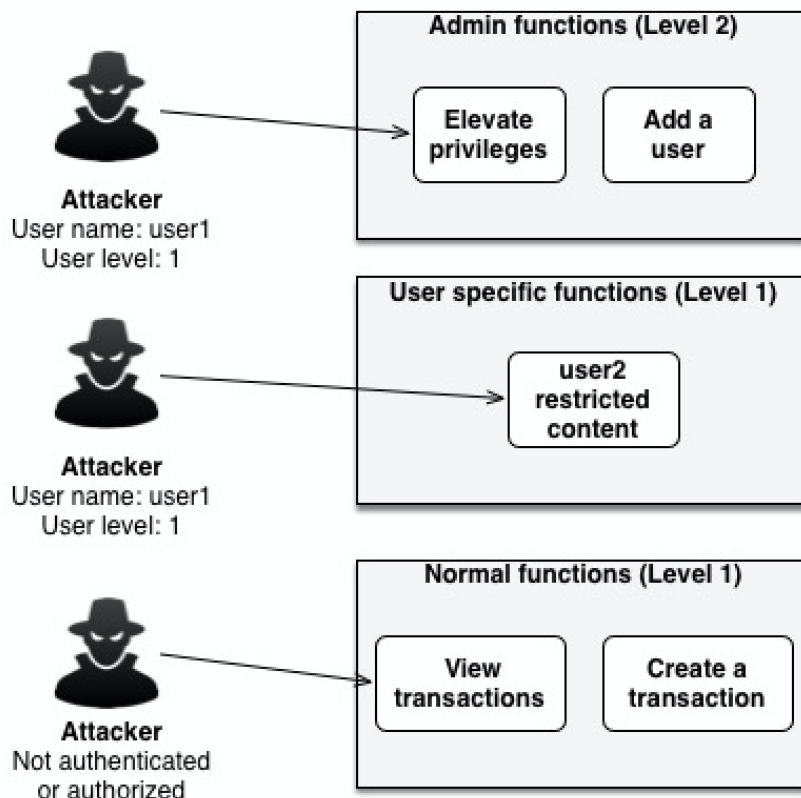 Admin functions (Level 2)
Elevate
privileges
Add a
user
Attacker
User name: user1
User level: 1
User specific functions (Level 1)
user2
restricted
content
Attacker
User name: user1
User level: 1
Normal functions (Level 1)
View
transactions
Create a
transaction
Attacker
Not authenticated
or authorized